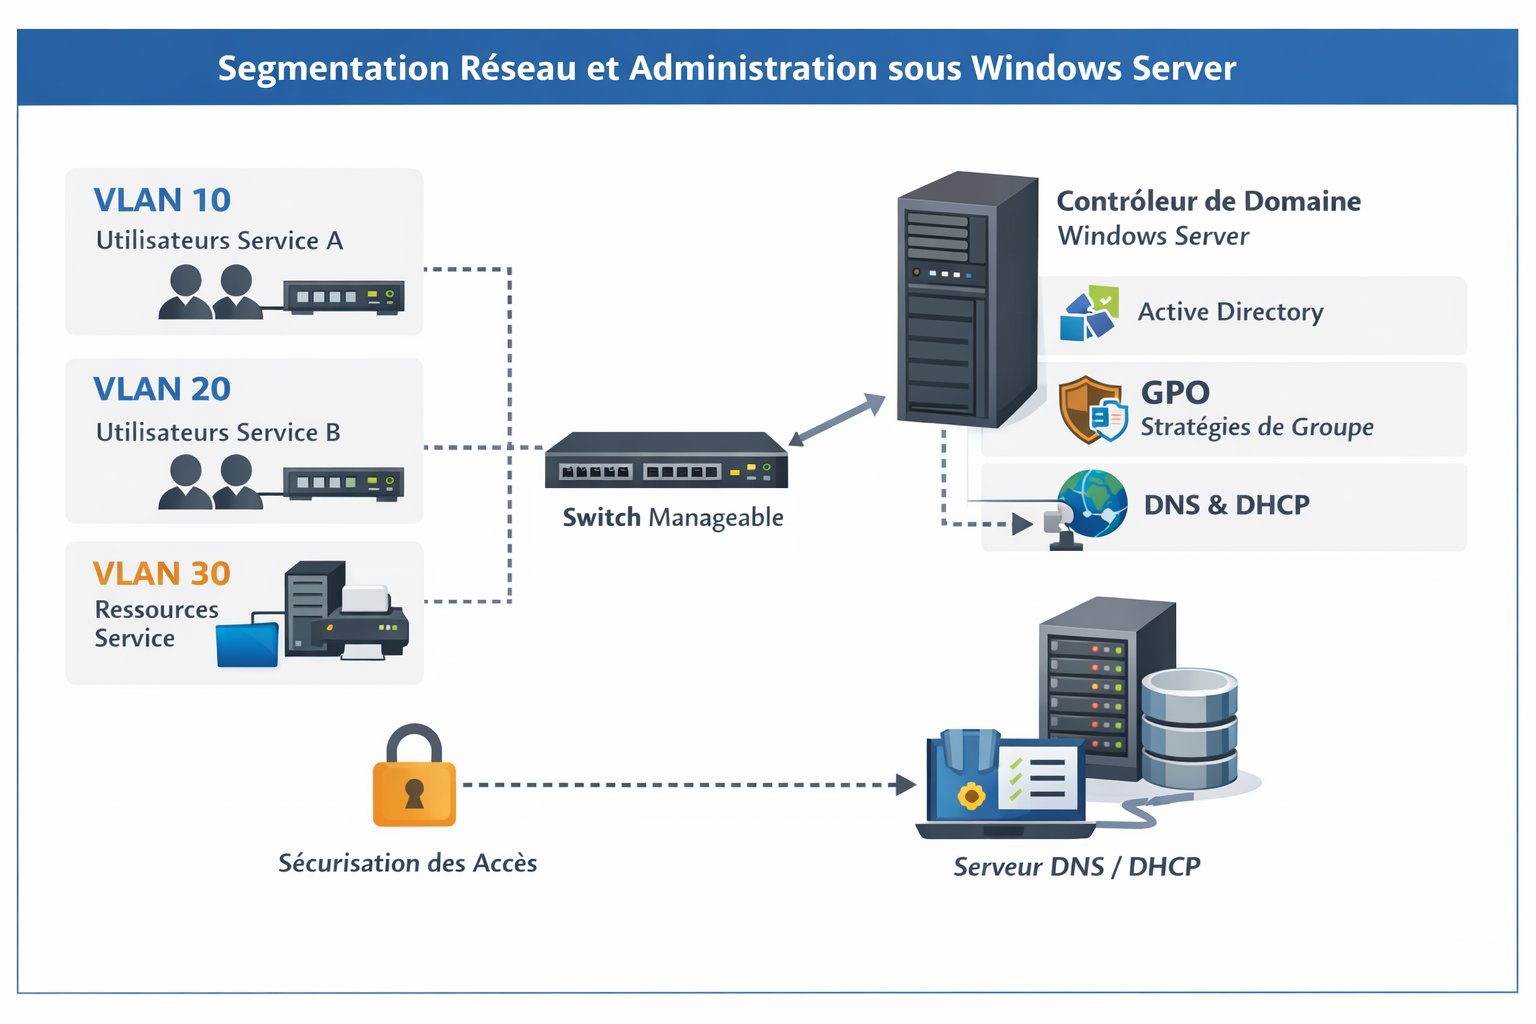 Segmentation Réseau et Administration sous Windows Server
VLAN 10
Utilisateurs Service A
VLAN 20
Utilisateurs Service B
VLAN 30
Ressources
Service
Switch Manageable
Contróleur de Domaine
Windows Server
Active Directory
GPO
Stratégies de Groupe
DNS & DHCP
Sécurisation des Accès
Serveur DNS / DHCP